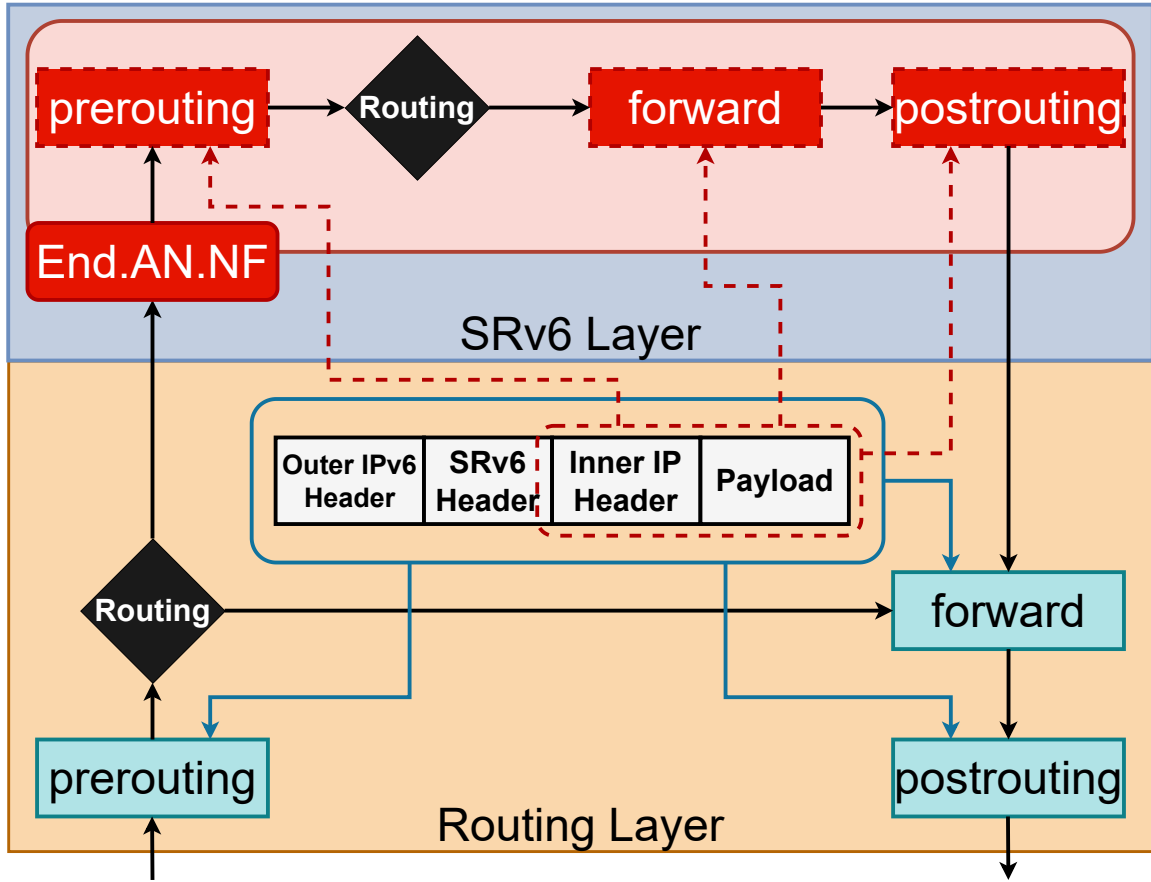 prerouting
Routing
forward
postrouting
End.AN.NF
SRv6 Layer
Outer IPv6
Header
SRv6
Header
Inner IP
Header
Payload
Routing
forward
prerouting
postrouting
Routing Layer